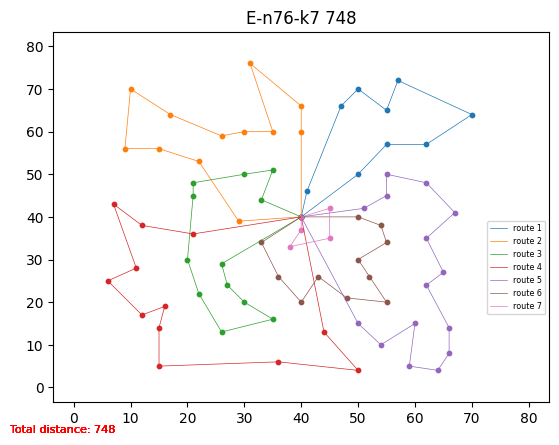 E-n76-k7 748
80
70
60
50
40
30
20
10
0
0 10 20 30 40 50 60 70 80
route 1
route 2
route 3
route 4
route 5
route 6
route 7
Total distance: 748